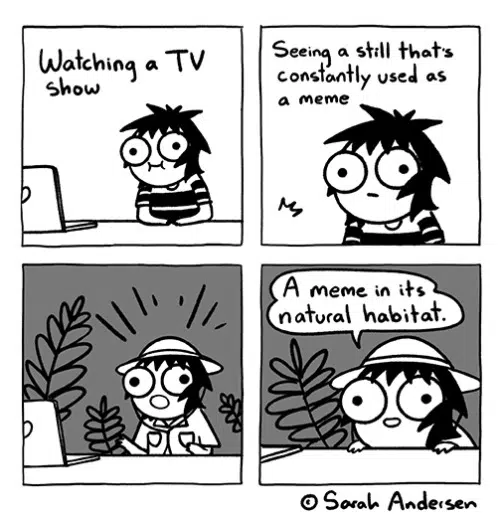 Watching a TV
Show
Seeing a still that's
constantly used as
a meme
A meme in its
natural habitat.
© Sarah Andersen